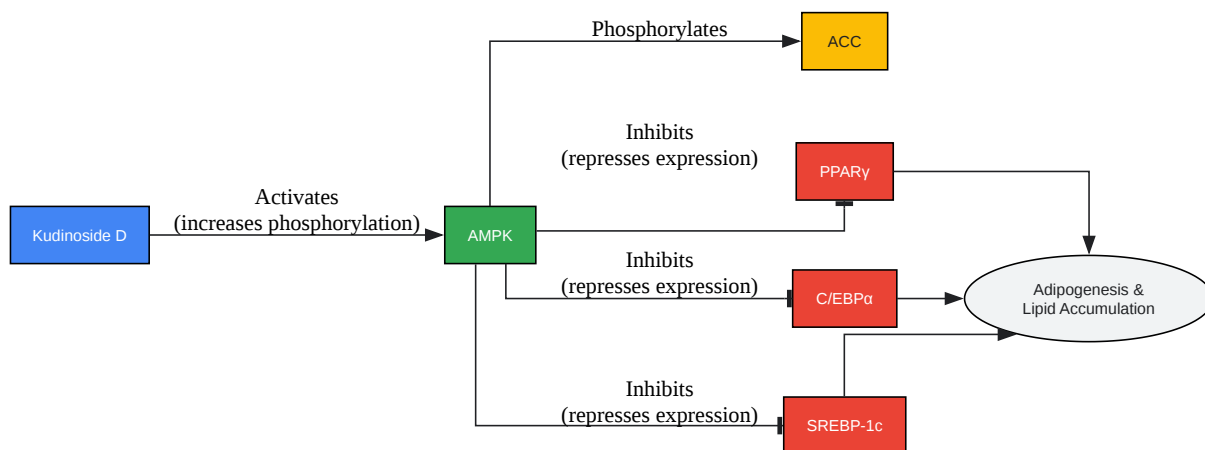 Phosphorylates
ACC
Inhibits
(represses expression)
PPARγ
Activates
(increases phosphorylation)
Kudinoside D
AMPK
Inhibits
(represses expression)
C/EBPα
Adipogenesis &
Lipid Accumulation
Inhibits
(represses expression)
SREBP-1c